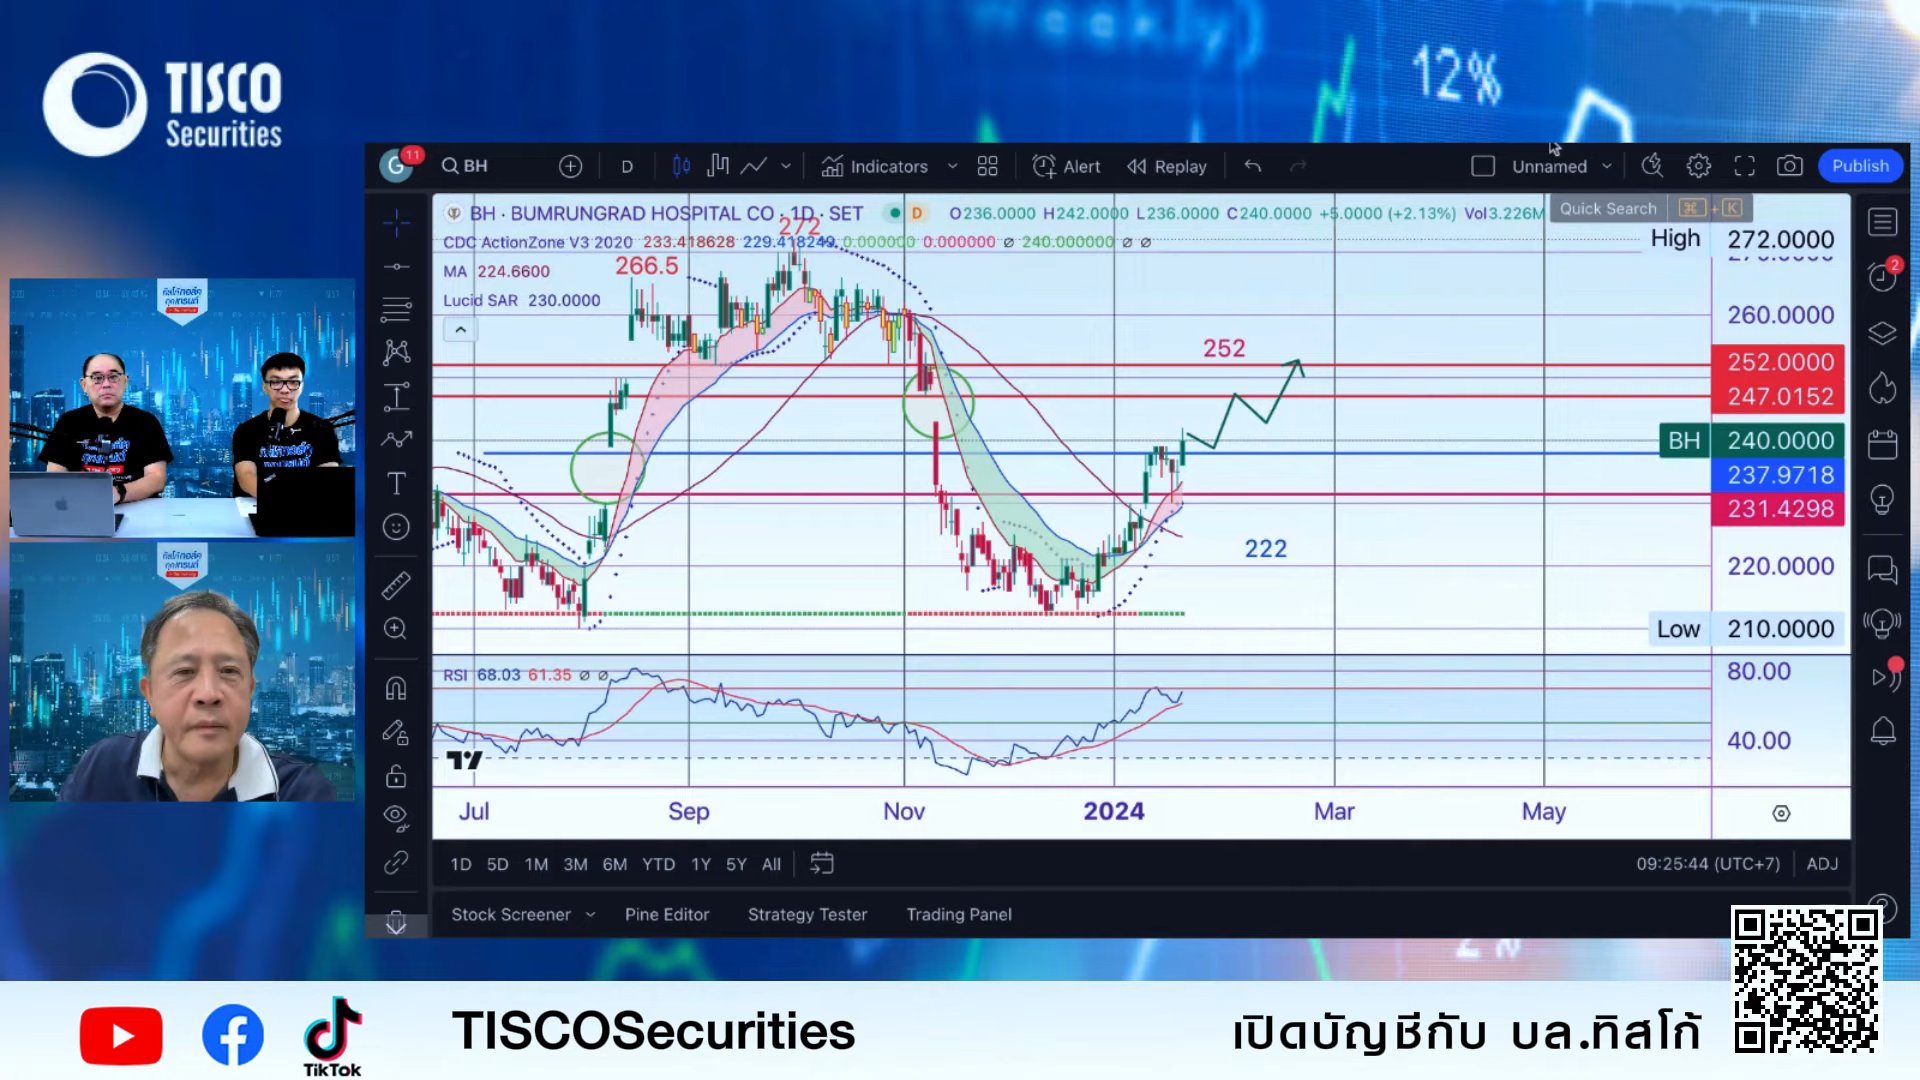 (Weekly)
12%
TISCO
Securities
G
11
BH
D
Indicators
Alert
Replay
Unnamed
Publish
BH · BUMRUNGRAD HOSPITAL CO · 1D · SET
D
O236.0000 H242.0000 L236.0000 C240.0000 +5.0000 (+2.13%) Vol3.226M
Quick Search
⌘ + K
CDC ActionZone V3 2020 233.418628 229.418249 0.000000 0.000000 ∅ 240.000000 ∅ ∅
MA 224.6600
Lucid SAR 230.0000
272
266.5
252
222
High 272.0000
260.0000
252.0000
247.0152
BH 240.0000
237.9718
231.4298
220.0000
Low 210.0000
2
RSI 68.03 61.35 ∅ ∅
80.00
40.00
Jul Sep Nov 2024 Mar May
1D 5D 1M 3M 6M YTD 1Y 5Y All
09:25:44 (UTC+7) ADJ
Stock Screener
Pine Editor
Strategy Tester
Trading Panel
2%
TikTok
TISCOSecurities
เปิดบัญชีกับ บล.ทิสโก้